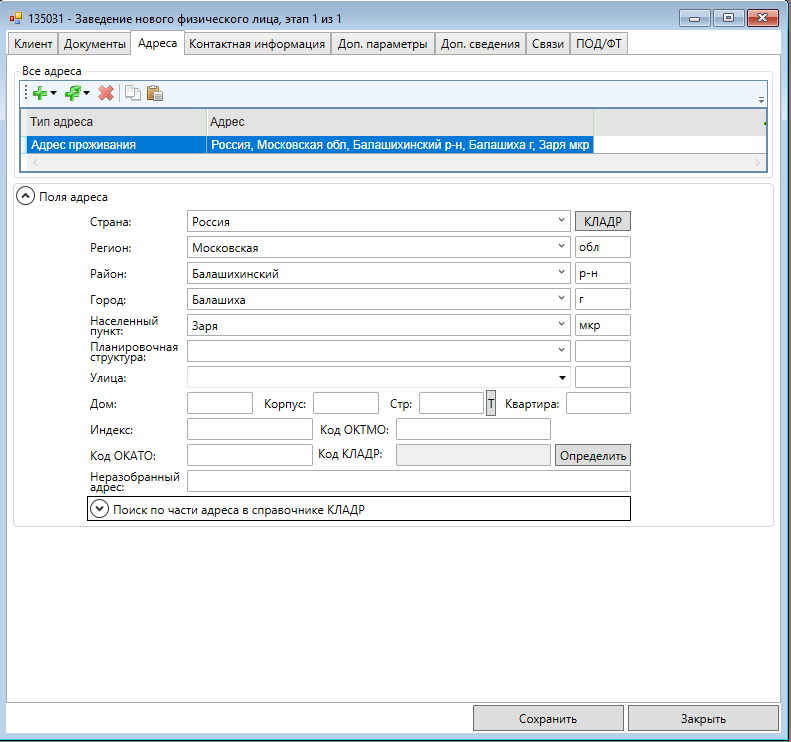 135031 - Заведение нового физического лица, этап 1 из 1
Клиент Документы Адреса Контактная информация Доп. параметры Доп. сведения Связи ПОД/ФТ
Все адреса
Тип адреса Адрес
Адрес проживания Россия, Московская обл, Балашихинский р-н, Балашиха г, Заря мкр
Поля адреса
Страна: Россия КЛАДР
Регион: Московская обл
Район: Балашихинский р-н
Город: Балашиха г
Населенный
пункт: Заря мкр
Планировочная
структура:
Улица:
Дом: Корпус: Стр: Т Квартира:
Индекс: Код ОКТМО:
Код ОКАТО: Код КЛАДР: Определить
Неразобранный
адрес:
Поиск по части адреса в справочнике КЛАДР
Сохранить Закрыть